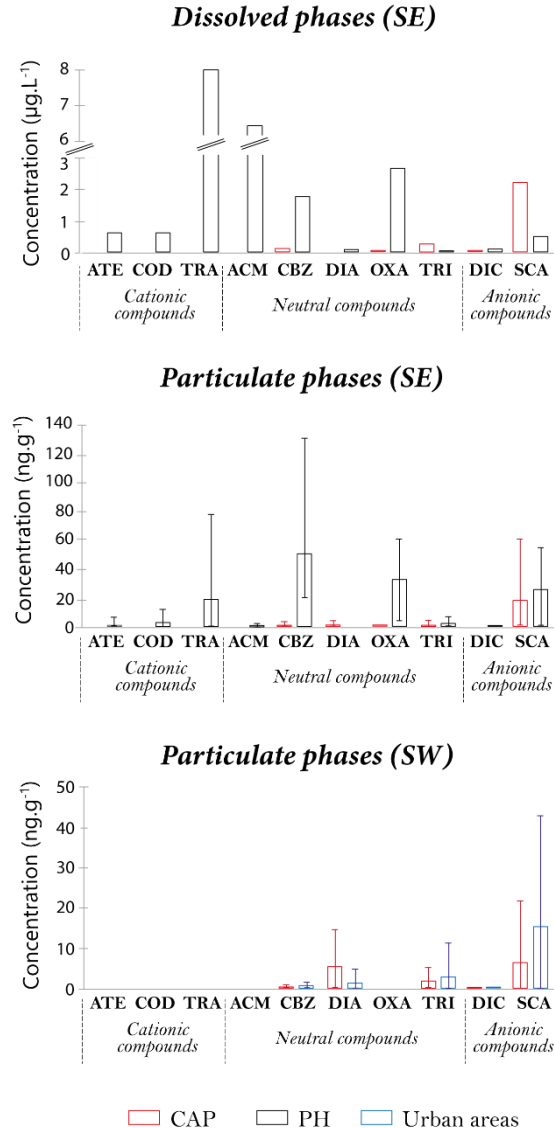 Dissolved phases (SE)
Concentration (µg.L-1)
8
7
6
3
2
1
0
ATE COD TRA ACM CBZ DIA OXA TRI DIC SCA
Cationic compounds
Neutral compounds
Anionic compounds
Particulate phases (SE)
Concentration (ng.g-1)
140
120
100
80
60
40
20
0
ATE COD TRA ACM CBZ DIA OXA TRI DIC SCA
Cationic compounds
Neutral compounds
Anionic compounds
Particulate phases (SW)
Concentration (ng.g-1)
50
40
30
20
10
0
ATE COD TRA ACM CBZ DIA OXA TRI DIC SCA
Cationic compounds
Neutral compounds
Anionic compounds
CAP PH Urban areas